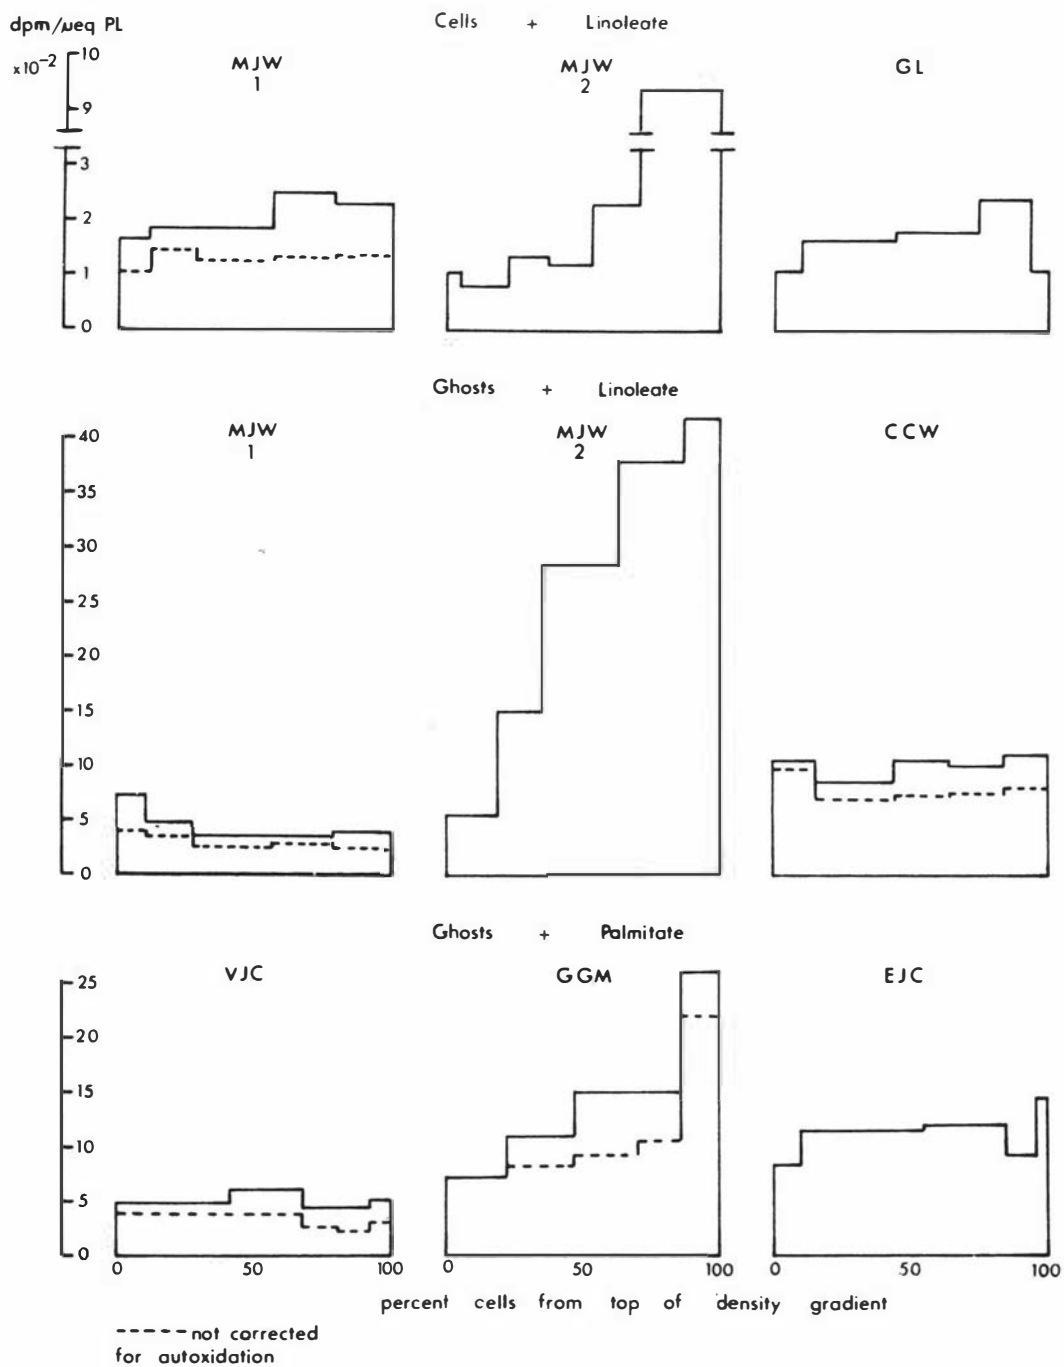 dpm/μeq PL
Cells + Linoleate
x10-2
MJW
1
MJW
2
GL
10
9
3
2
1
0
Ghosts + Linoleate
MJW
1
MJW
2
CCW
40
35
30
25
20
15
10
5
0
Ghosts + Palmitate
VJC
GGM
EJC
25
20
15
10
5
0
0 50 100 0 50 100 0 50 100
percent cells from top of density gradient
-----not corrected
for autoxidation